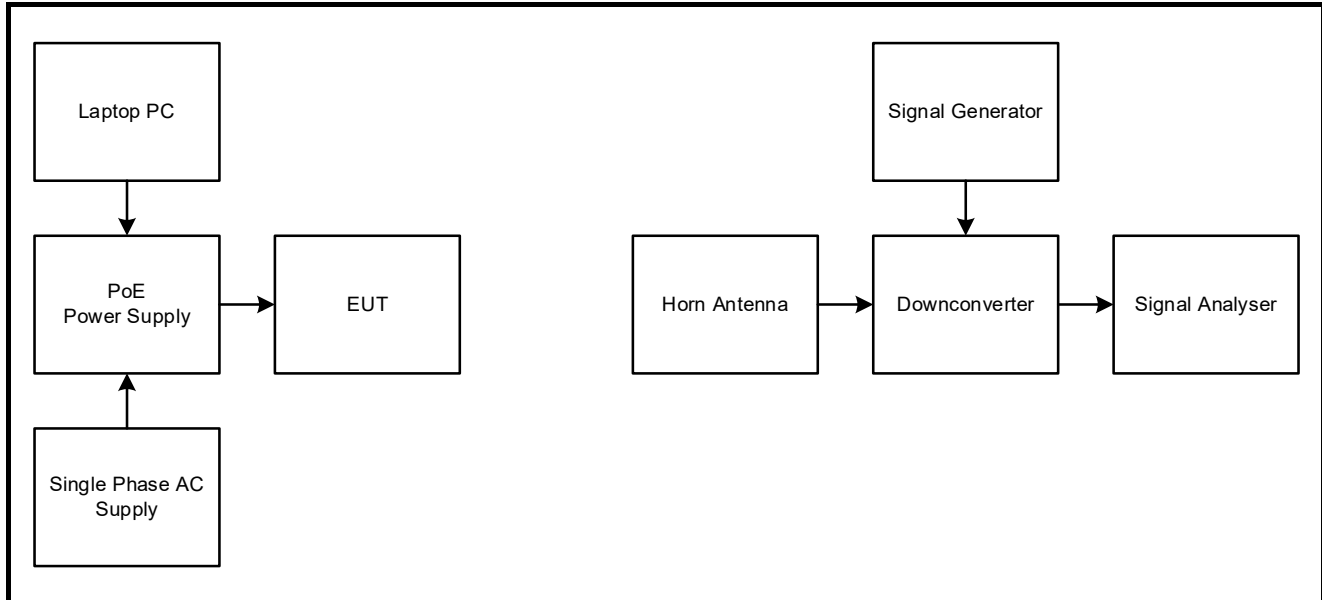 Laptop PC
Signal Generator
PoE
Power Supply
EUT
Horn Antenna
Downconverter
Signal Analyser
Single Phase AC
Supply